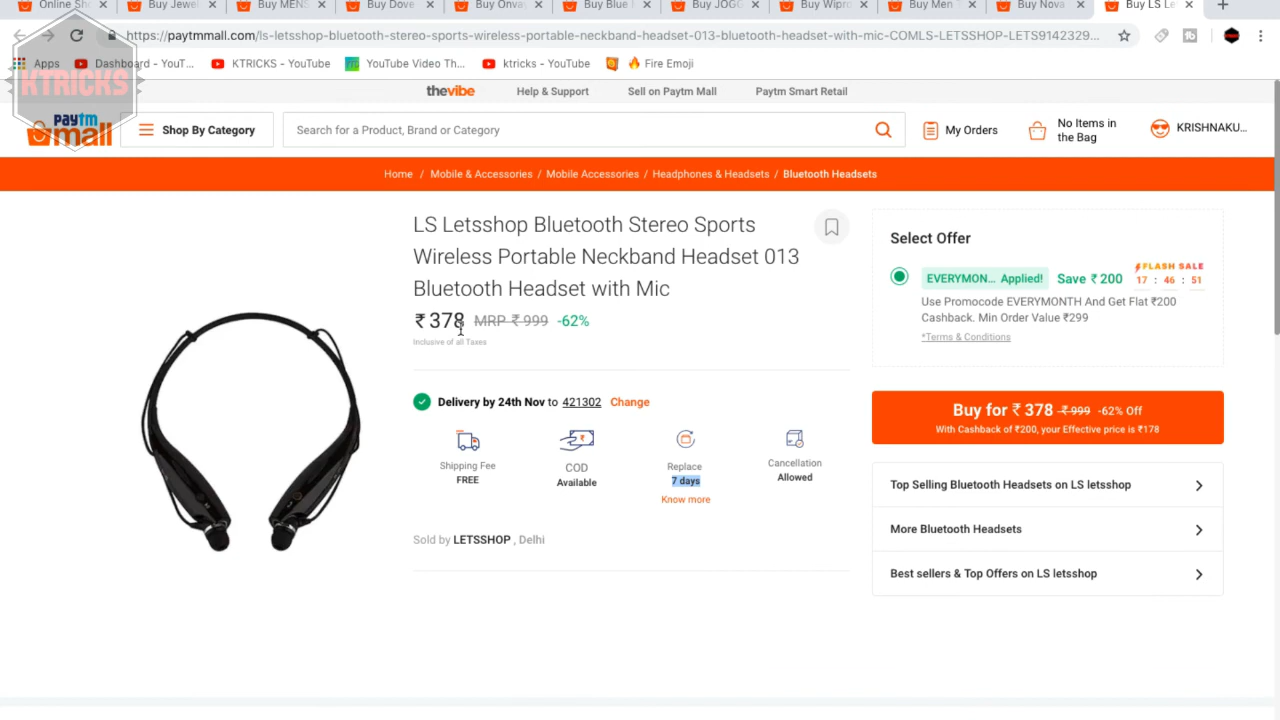 Online Sho
Buy Jewel
Buy MENS
Buy Dove
Buy Onva
Buy Blue
Buy JOGG
Buy Wipro
Buy Men T
Buy Nova
Buy LS Le
https://paytmmall.com/ls-letsshop-bluetooth-stereo-sports-wireless-portable-neckband-headset-013-bluetooth-headset-with-mic-COMLS-LETSSHOP-LETS9142329...
Apps
Dashboard - YouT...
KTRICKS - YouTube
YouTube Video Th...
ktricks - YouTube
Fire Emoji
KTRICKS
thevibe
Help & Support
Sell on Paytm Mall
Paytm Smart Retail
paytm
mall
Shop By Category
Search for a Product, Brand or Category
My Orders
No Items in
the Bag
KRISHNAKU...
Home / Mobile & Accessories / Mobile Accessories / Headphones & Headsets / Bluetooth Headsets
LS Letsshop Bluetooth Stereo Sports
Wireless Portable Neckband Headset 013
Bluetooth Headset with Mic
₹ 378 MRP ₹ 999 -62%
Inclusive of all Taxes
Delivery by 24th Nov to 421302 Change
Shipping Fee
FREE
COD
Available
Replace
7 days
Know more
Cancellation
Allowed
Sold by LETSSHOP , Delhi
Select Offer
EVERYMON... Applied! Save ₹ 200
FLASH SALE
17 : 46 : 51
Use Promocode EVERYMONTH And Get Flat ₹200
Cashback. Min Order Value ₹299
*Terms & Conditions
Buy for ₹ 378 ₹ 999 -62% Off
With Cashback of ₹200, your Effective price is ₹178
Top Selling Bluetooth Headsets on LS letsshop
More Bluetooth Headsets
Best sellers & Top Offers on LS letsshop